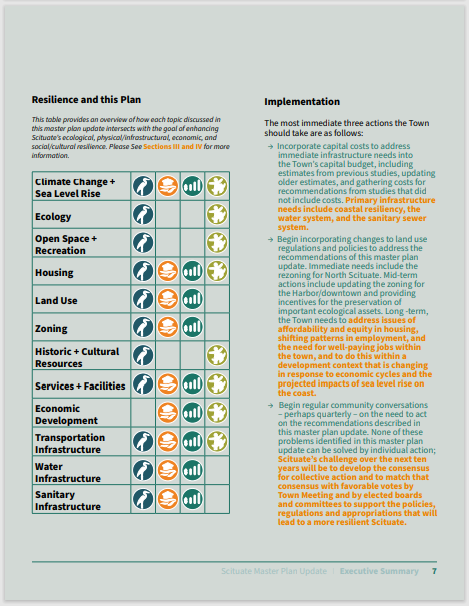 Resilience and this Plan
This table provides an overview of how each topic discussed in
this master plan update intersects with the goal of enhancing
Scituate's ecological, physical/infrastructural, economic, and
social/cultural resilience. Please See Sections III and IV for more
information.
Climate Change +
Sea Level Rise
Ecology
Open Space +
Recreation
Housing
Land Use
Zoning
Historic + Cultural
Resources
Services + Facilities
Economic
Development
Transportation
Infrastructure
Water
Infrastructure
Sanitary
Infrastructure
Implementation
The most immediate three actions the Town
should take are as follows:
→ Incorporate capital costs to address
immediate infrastructure needs into
the Town's capital budget, including
estimates from previous studies, updating
older estimates, and gathering costs for
recommendations from studies that did
not include costs. Primary infrastructure
needs include coastal resiliency, the
water system, and the sanitary sewer
system.
→ Begin incorporating changes to land use
regulations and policies to address the
recommendations of this master plan
update. Immediate needs include the
rezoning for North Scituate. Mid-term
actions include updating the zoning for
the Harbor/downtown and providing
incentives for the preservation of
important ecological assets. Long -term,
the Town needs to address issues of
affordability and equity in housing,
shifting patterns in employment, and
the need for well-paying jobs within
the town, and to do this within a
development context that is changing
in response to economic cycles and the
projected impacts of sea level rise on
the coast.
→ Begin regular community conversations
– perhaps quarterly – on the need to act
on the recommendations described in
this master plan update. None of these
problems identified in this master plan
update can be solved by individual action;
Scituate's challenge over the next ten
years will be to develop the consensus
for collective action and to match that
consensus with favorable votes by
Town Meeting and by elected boards
and committees to support the policies,
regulations and appropriations that will
lead to a more resilient Scituate.
Scituate Master Plan Update | Executive Summary 7